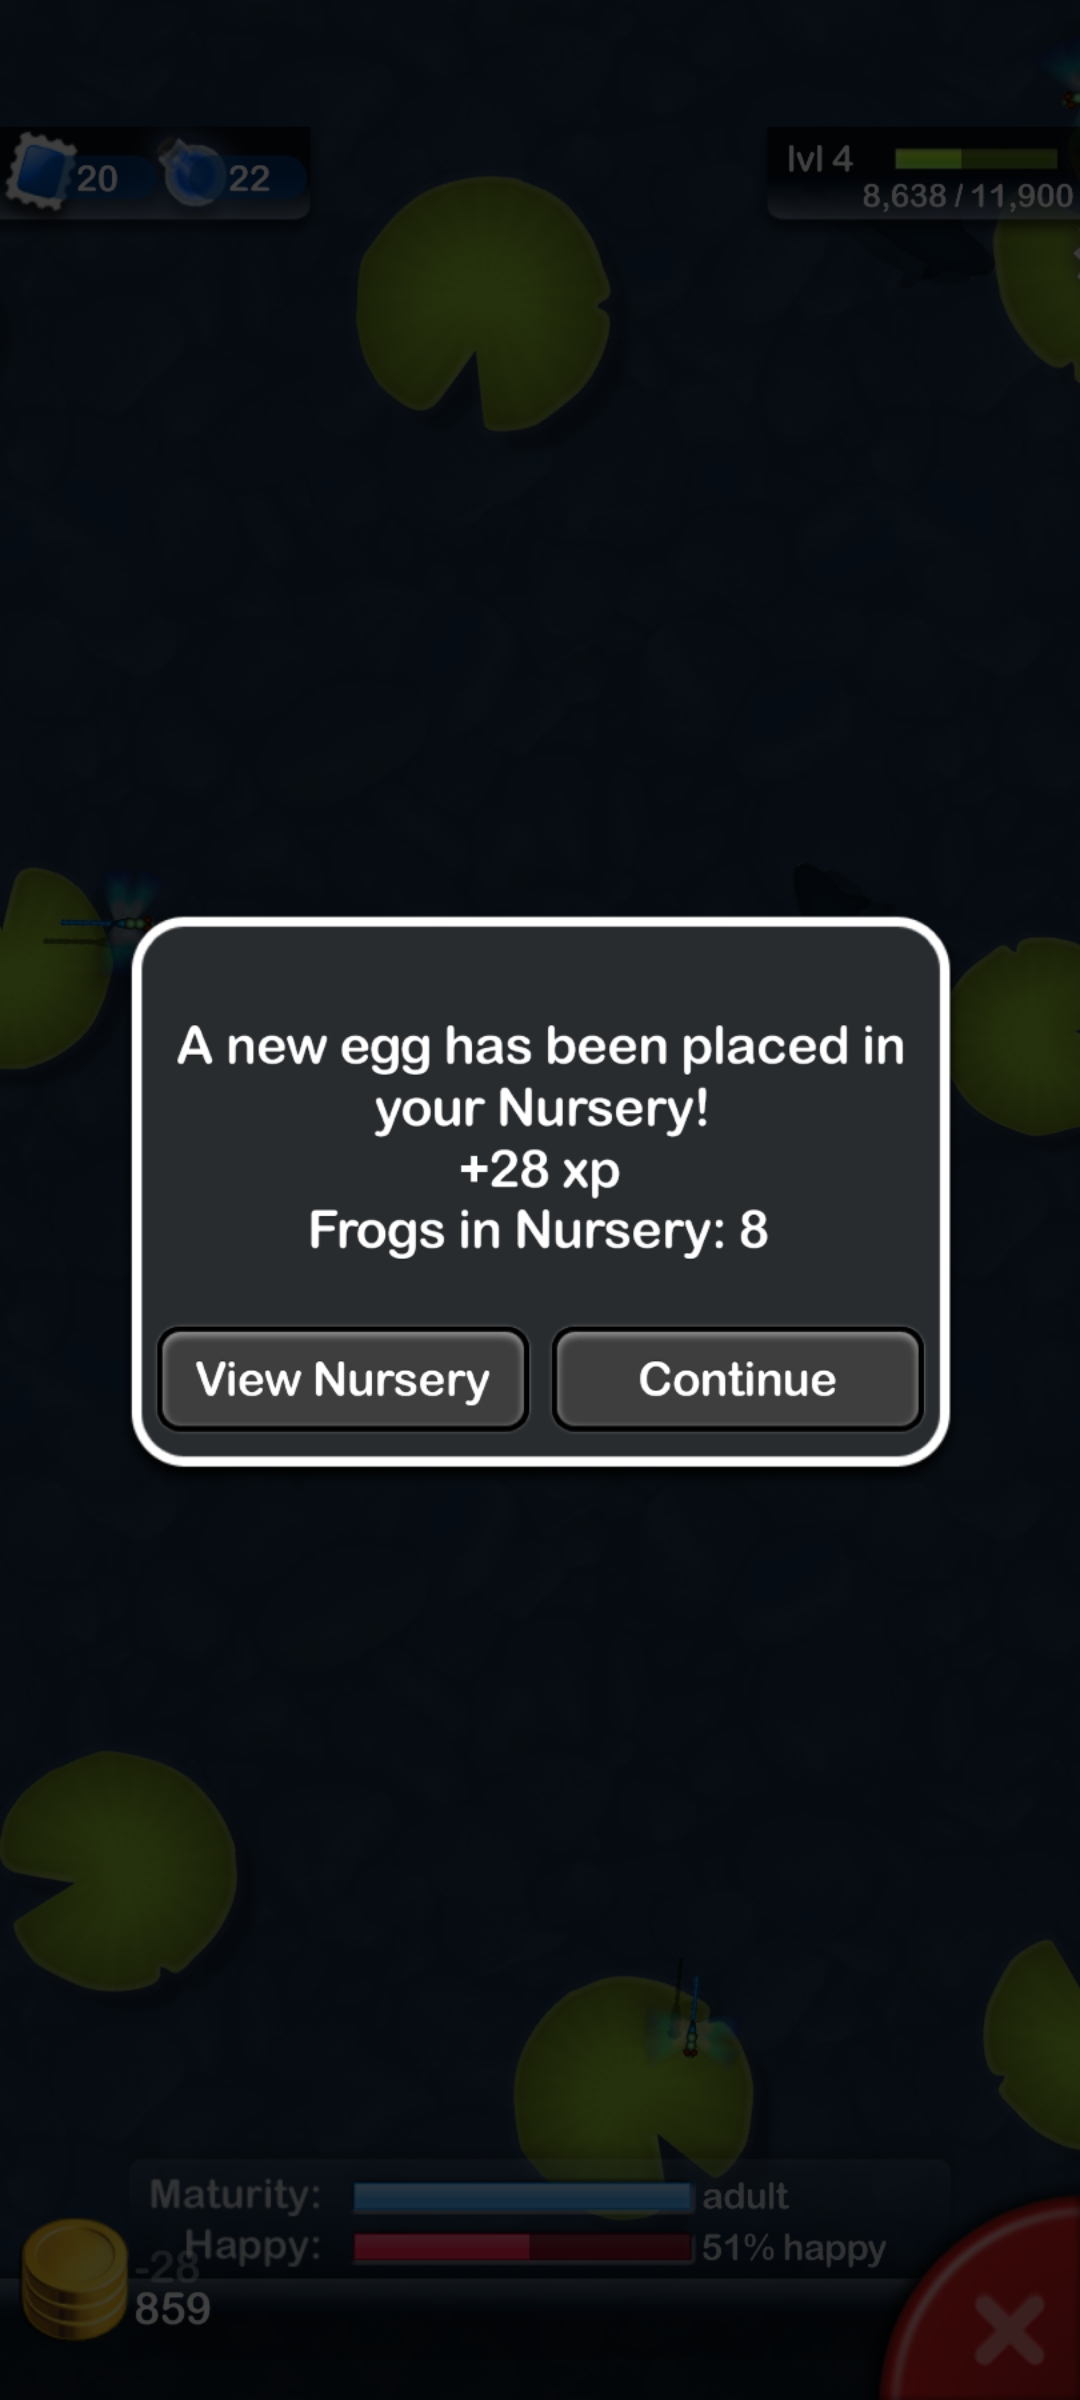 20
22
lvl 4
8,638 / 11,900
A new egg has been placed in
your Nursery!
+28 xp
Frogs in Nursery: 8
View Nursery
Continue
Maturity:
adult
Happy:
51% happy
-28
859